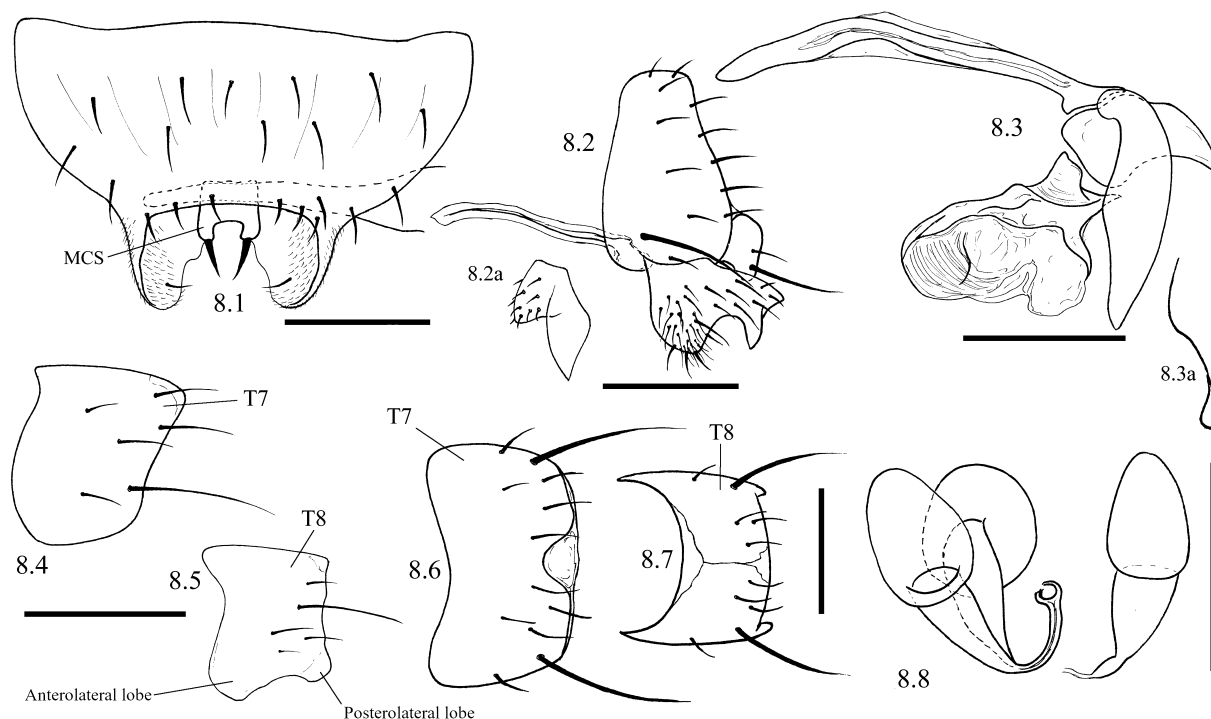 8.1
MCS
8.2
8.2a
8.3
8.3a
8.4
T7
8.5
T8
Anterolateral lobe
Posterolateral lobe
8.6
T7
8.7
T8
8.8